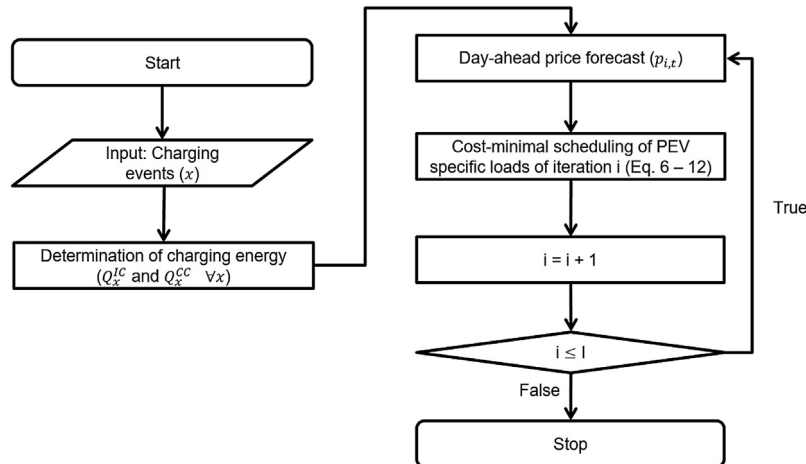 Start
Input: Charging
events (x)
Determination of charging energy
(Q_x^{IC} and Q_x^{CC} ∀x)
Day-ahead price forecast (p_{i,t})
Cost-minimal scheduling of PEV
specific loads of iteration i (Eq. 6 – 12)
i = i + 1
i ≤ I
True
False
Stop